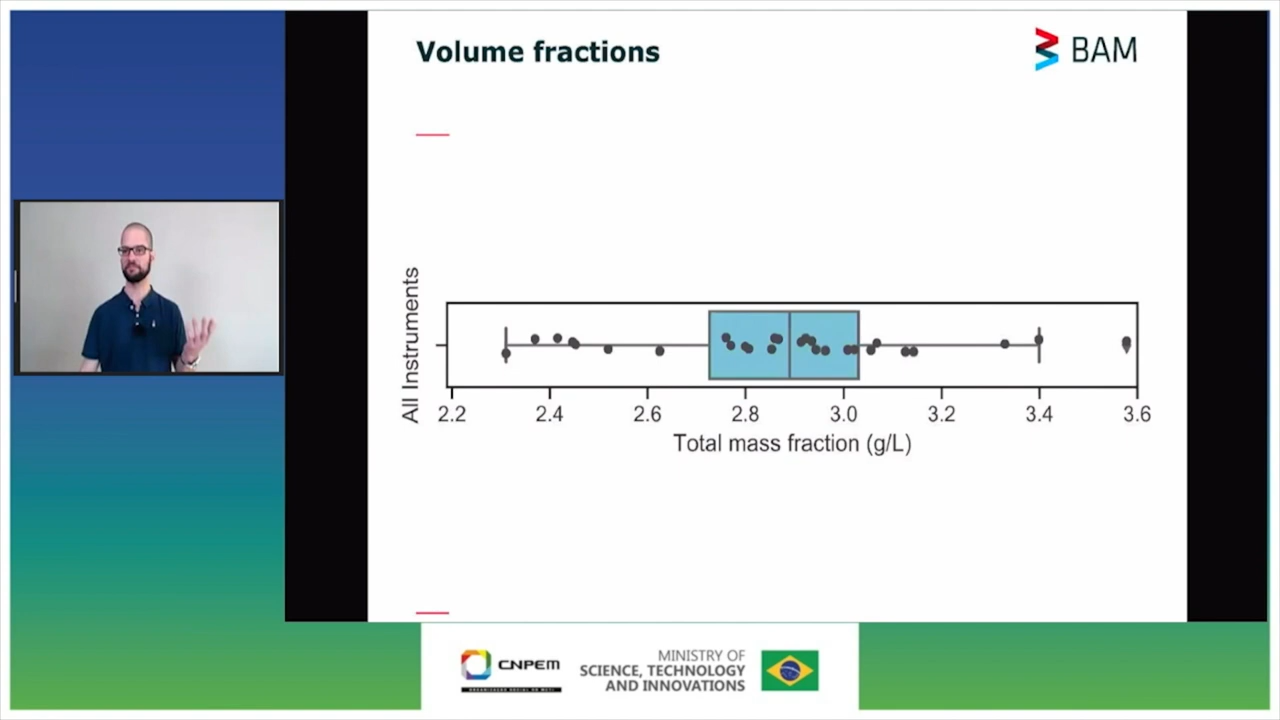 Volume fractions
BAM
All Instruments
2.2 2.4 2.6 2.8 3.0 3.2 3.4 3.6
Total mass fraction (g/L)
CNPEM
MINISTRY OF
SCIENCE, TECHNOLOGY
AND INNOVATIONS